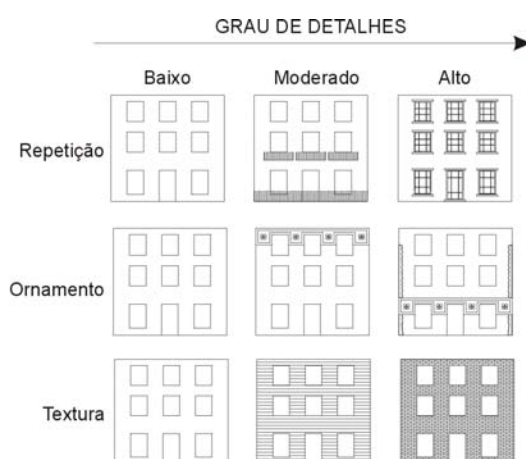 GRAU DE DETALHES
Baixo Moderado Alto
Repetição
Ornamento
Textura